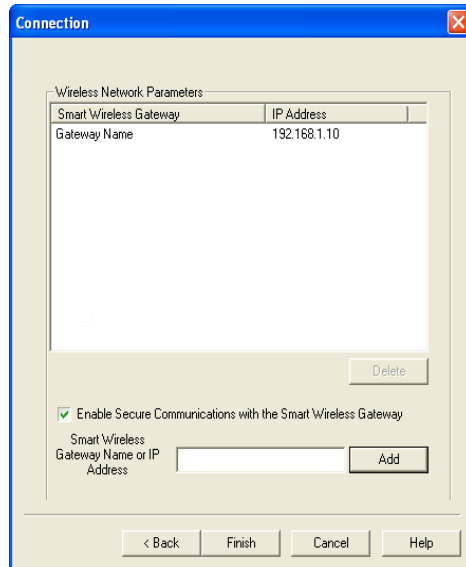 Connection
Wireless Network Parameters
Smart Wireless Gateway IP Address
Gateway Name 192.168.1.10
Delete
Enable Secure Communications with the Smart Wireless Gateway
Smart Wireless
Gateway Name or IP
Address
Add
< Back Finish Cancel Help